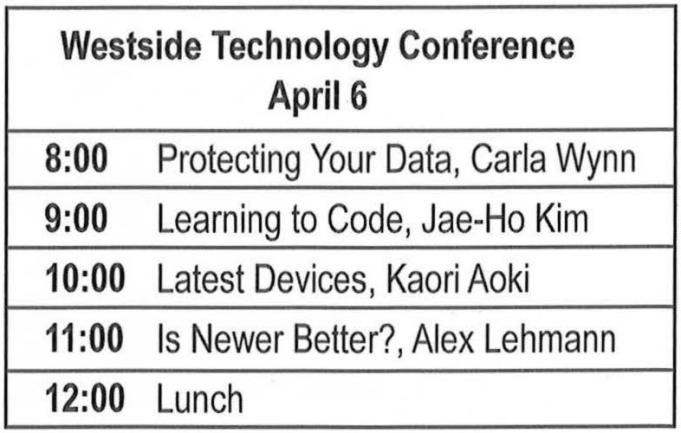 Westside Technology Conference
April 6
8:00 Protecting Your Data, Carla Wynn
9:00 Learning to Code, Jae-Ho Kim
10:00 Latest Devices, Kaori Aoki
11:00 Is Newer Better?, Alex Lehmann
12:00 Lunch